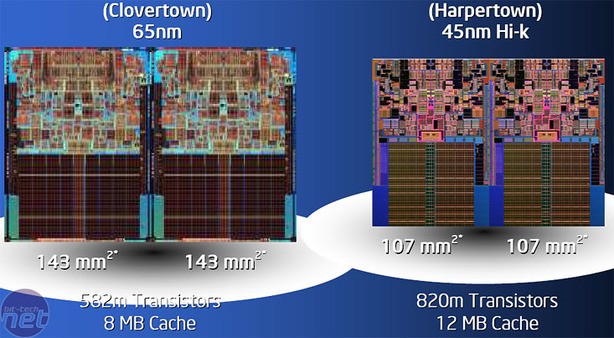 (Clovertown)
65nm
(Harpertown)
45nm Hi-k
143 mm²* 143 mm²*
107 mm²* 107 mm²*
582m Transistors
8 MB Cache
820m Transistors
12 MB Cache
bit-tech
net